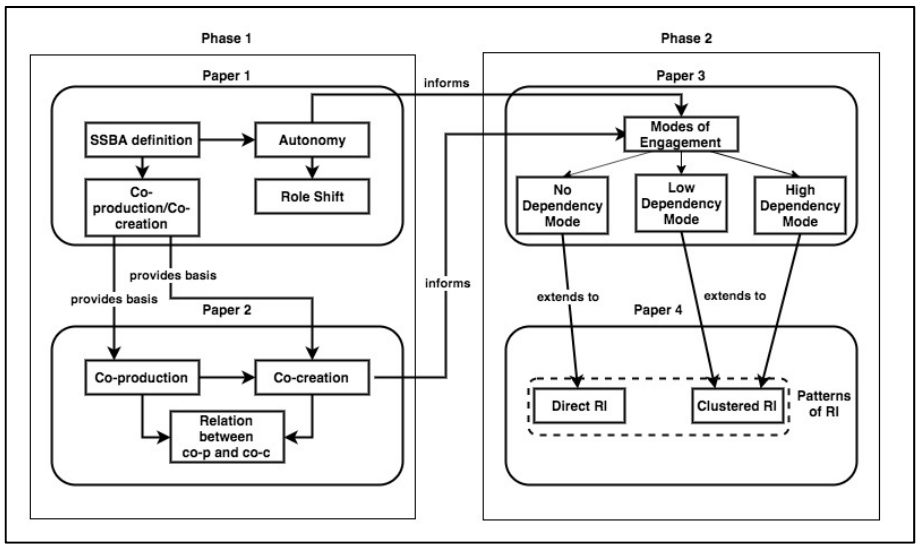 Phase 1
Phase 2
Paper 1
Paper 3
informs
SSBA definition
Autonomy
Modes of
Engagement
Co-
production/Co-
creation
Role Shift
No
Dependency
Mode
Low
Dependency
Mode
High
Dependency
Mode
provides basis
provides basis
informs
extends to
extends to
Paper 2
Paper 4
Co-production
Co-creation
Relation
between
co-p and co-c
Direct RI
Clustered RI
Patterns
of RI